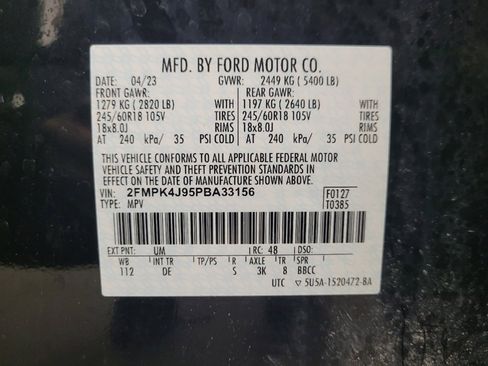 MFD. BY FORD MOTOR CO.
DATE: 04/23 GVWR: 2449 KG ( 5400 LB)
FRONT GAWR: REAR GAWR:
1279 KG ( 2820 LB) WITH 1197 KG ( 2640 LB) WITH
245/60R18 105V TIRES 245/60R18 105V TIRES
18x8.0J RIMS 18x8.0J RIMS
AT 240 kPa/ 35 PSI COLD AT 240 kPa/ 35 PSI COLD
THIS VEHICLE CONFORMS TO ALL APPLICABLE FEDERAL MOTOR
VEHICLE SAFETY AND THEFT PREVENTION STANDARDS IN
EFFECT ON THE DATE OF MANUFACTURE SHOWN ABOVE.
VIN: 2FMPK4J95PBA33156 F0127
TYPE: MPV T0385
EXT PNT: UM RC: 48 DSO:
WB INT TR TP/PS R AXLE TR SPR
112 DE S 3K 8 BBCC
UTC ▽ 5U5A-1520472-BA